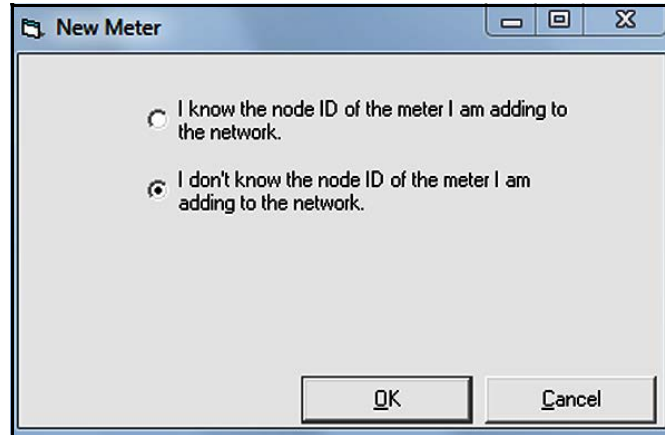 New Meter
I know the node ID of the meter I am adding to
the network.
I don't know the node ID of the meter I am
adding to the network.
OK
Cancel